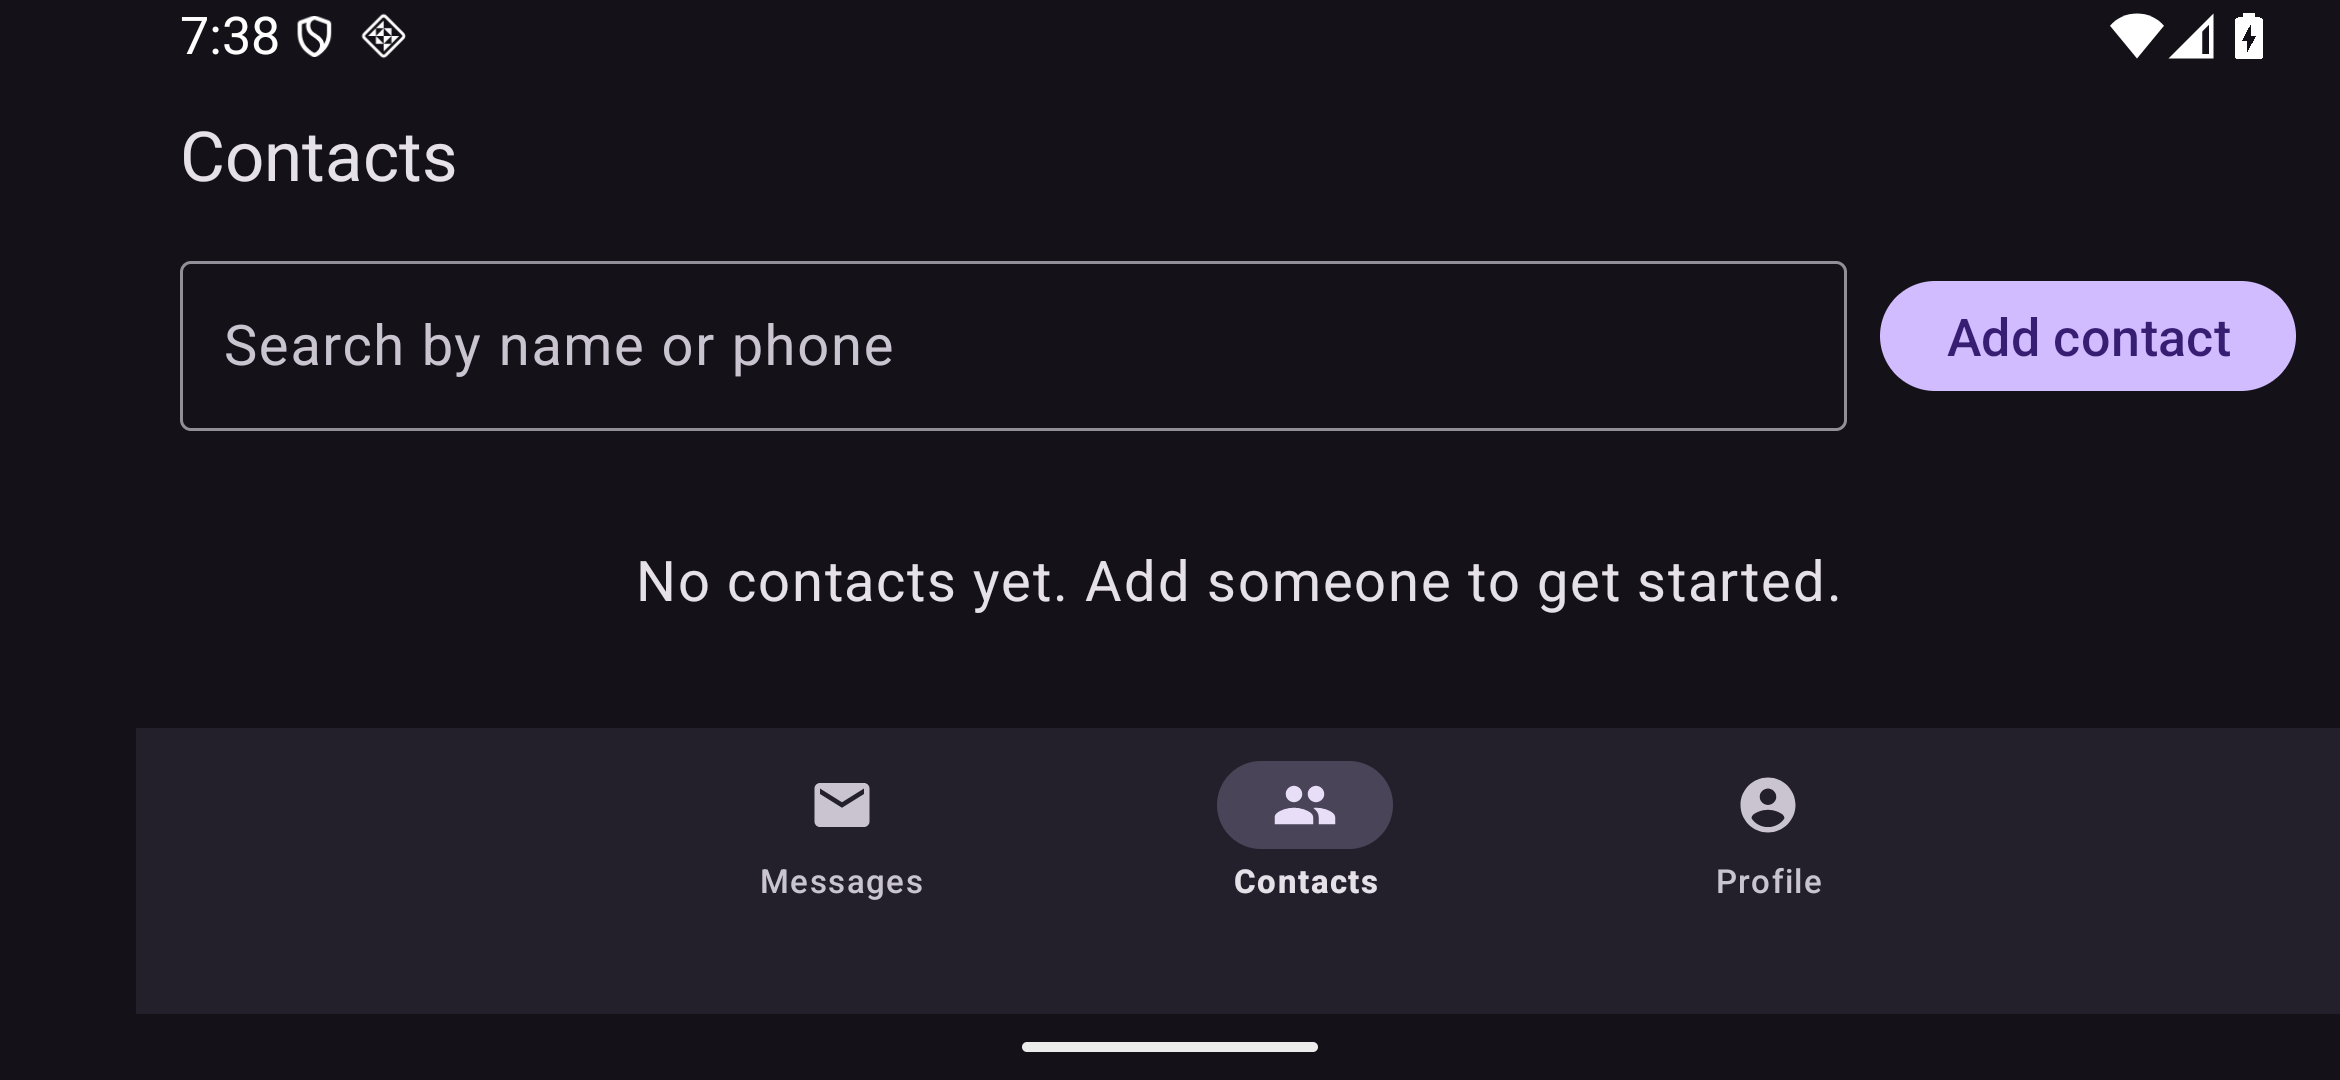 7:38
Contacts
Search by name or phone
Add contact
No contacts yet. Add someone to get started.
Messages
Contacts
Profile